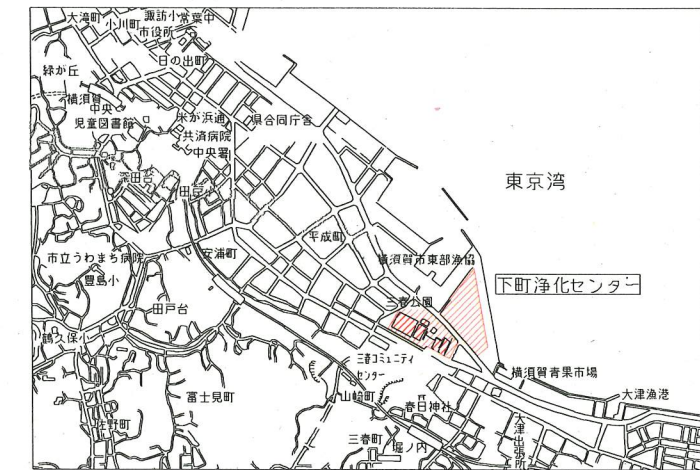 大滝町
諏訪小
常葉中
小川町
市役所
日の出町
緑が丘
横須賀
中央
児童図書館
米が浜通
共済病院
中央署
県合同庁舎
深田台
田戸小
東京湾
平成町
安浦町
市立うわまち病院
豊島小
横須賀市東部漁協
下町浄化センター
三春公園
田戸台
鶴久保小
三春コミュニティ
センター
横須賀青果市場
富士見町
山崎町
春日神社
大津漁港
佐野町
三春町
堀ノ内
大津出張所